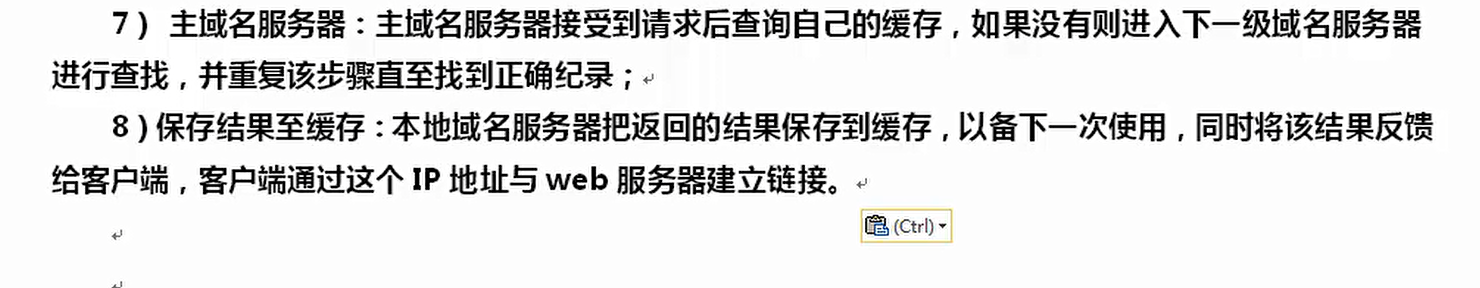 7） 主域名服务器：主域名服务器接受到请求后查询自己的缓存，如果没有则进入下一级域名服务器
进行查找，并重复该步骤直至找到正确纪录；
8）保存结果至缓存：本地域名服务器把返回的结果保存到缓存，以备下一次使用，同时将该结果反馈
给客户端，客户端通过这个 IP 地址与 web 服务器建立链接。
(Ctrl)